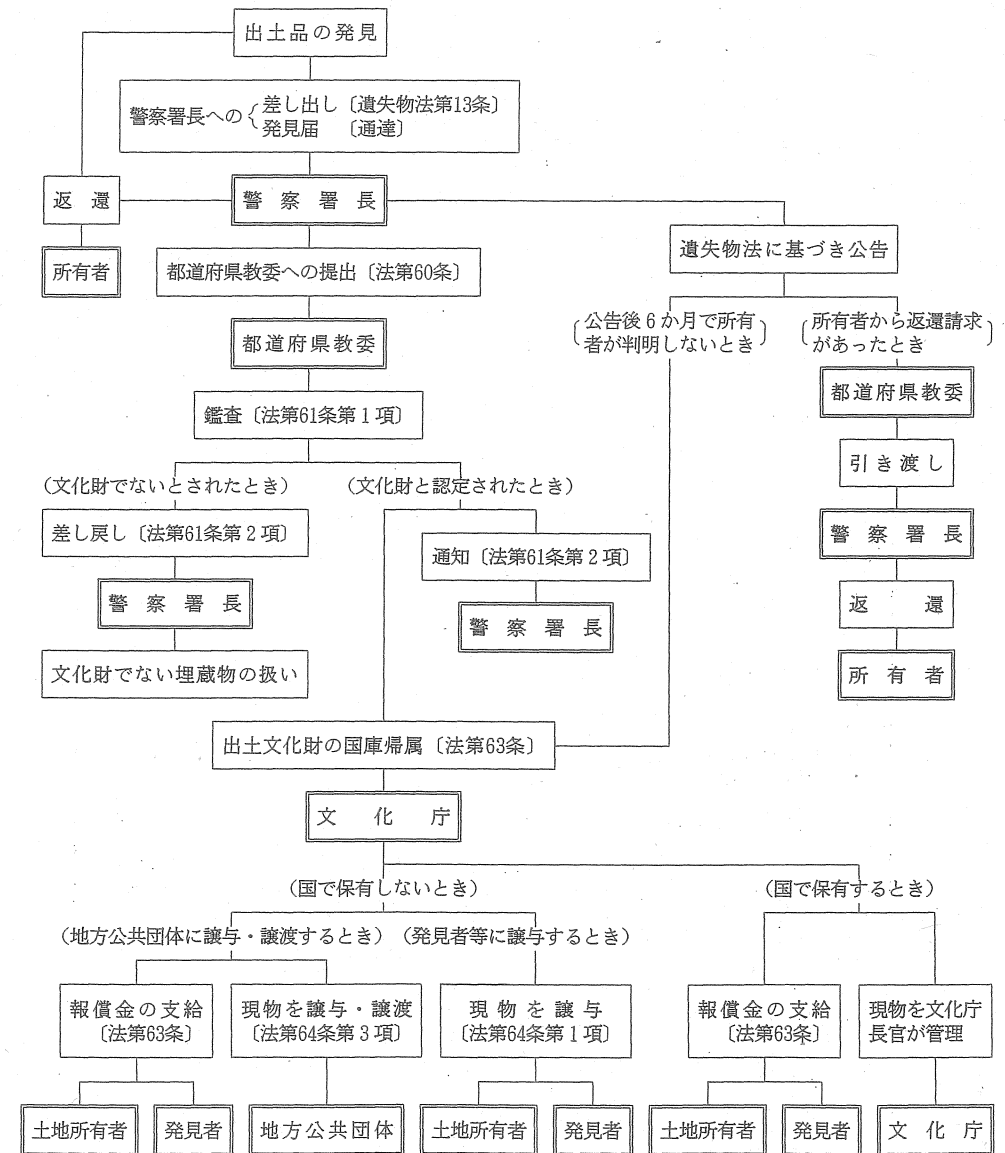 出土品の発見
警察署長への 差し出し〔遺失物法第13条〕
発見届 〔通達〕
返還
警察署長
所有者
都道府県教委への提出〔法第60条〕
遺失物法に基づき公告
都道府県教委
〔公告後6か月で所有
者が判明しないとき〕
〔所有者から返還請求
があったとき〕
都道府県教委
鑑査〔法第61条第1項〕
引き渡し
(文化財でないとされたとき)
(文化財と認定されたとき)
差し戻し〔法第61条第2項〕
通知〔法第61条第2項〕
警察署長
警察署長
警察署長
返還
文化財でない埋蔵物の扱い
所有者
出土文化財の国庫帰属〔法第63条〕
文化庁
(国で保有しないとき)
(国で保有するとき)
(地方公共団体に譲与・譲渡するとき)
(発見者等に譲与するとき)
報償金の支給
〔法第63条〕
現物を譲与・譲渡
〔法第64条第3項〕
現物を譲与
〔法第64条第1項〕
報償金の支給
〔法第63条〕
現物を文化庁
長官が管理
土地所有者
発見者
地方公共団体
土地所有者
発見者
土地所有者
発見者
文化庁